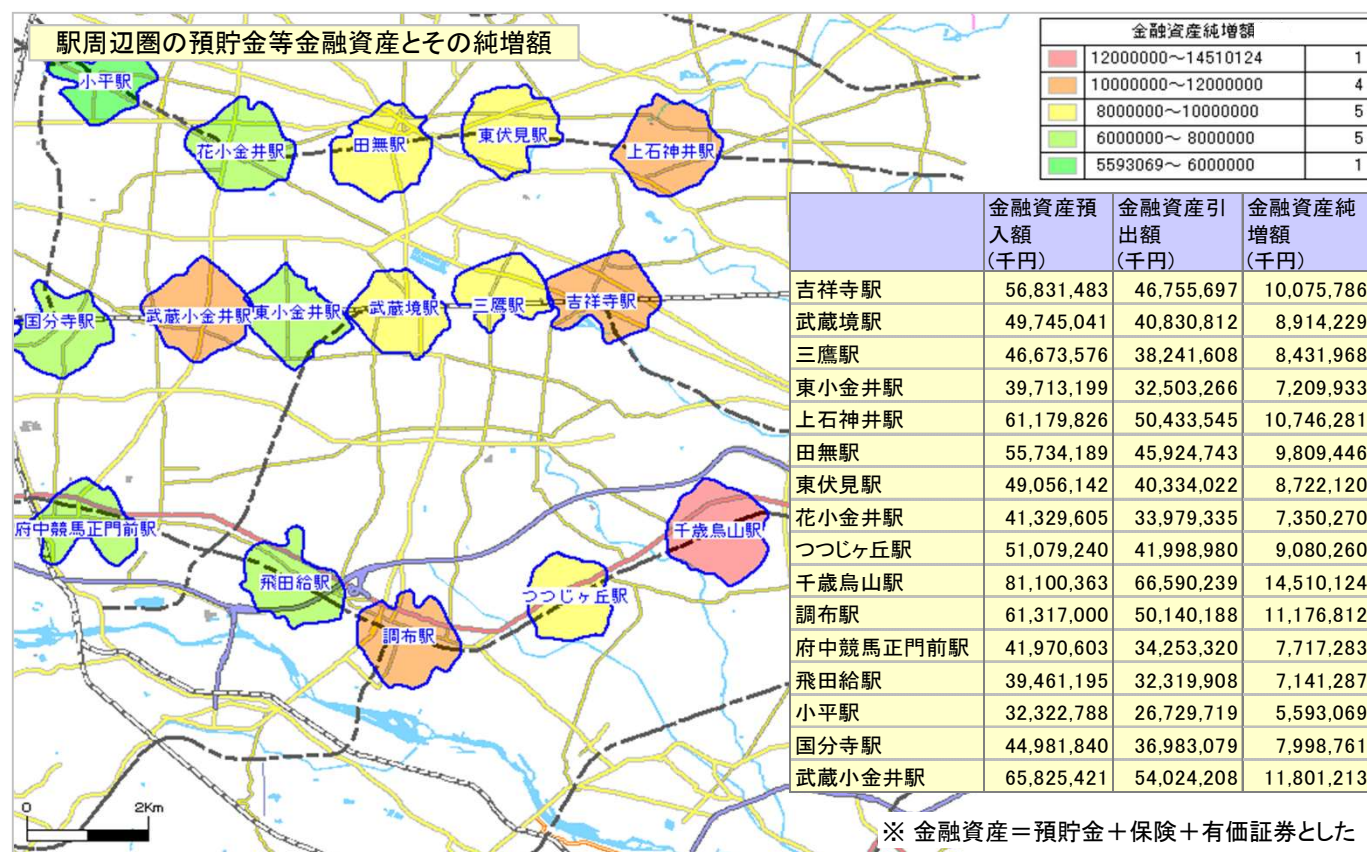 駅周辺圏の預貯金等金融資産とその純増額
金融資産純増額
12000000～14510124 1
10000000～12000000 4
8000000～10000000 5
6000000～ 8000000 5
5593069～ 6000000 1
小平駅
花小金井駅
田無駅
東伏見駅
上石神井駅
国分寺駅
武蔵小金井駅
東小金井駅
武蔵境駅
三鷹駅
吉祥寺駅
府中競馬正門前駅
飛田給駅
調布駅
つつじヶ丘駅
千歳烏山駅
0 2Km
金融資産預 金融資産引 金融資産純
入額 出額 増額
(千円) (千円) (千円)
吉祥寺駅 56,831,483 46,755,697 10,075,786
武蔵境駅 49,745,041 40,830,812 8,914,229
三鷹駅 46,673,576 38,241,608 8,431,968
東小金井駅 39,713,199 32,503,266 7,209,933
上石神井駅 61,179,826 50,433,545 10,746,281
田無駅 55,734,189 45,924,743 9,809,446
東伏見駅 49,056,142 40,334,022 8,722,120
花小金井駅 41,329,605 33,979,335 7,350,270
つつじヶ丘駅 51,079,240 41,998,980 9,080,260
千歳烏山駅 81,100,363 66,590,239 14,510,124
調布駅 61,317,000 50,140,188 11,176,812
府中競馬正門前駅 41,970,603 34,253,320 7,717,283
飛田給駅 39,461,195 32,319,908 7,141,287
小平駅 32,322,788 26,729,719 5,593,069
国分寺駅 44,981,840 36,983,079 7,998,761
武蔵小金井駅 65,825,421 54,024,208 11,801,213
※ 金融資産＝預貯金＋保険＋有価証券とした